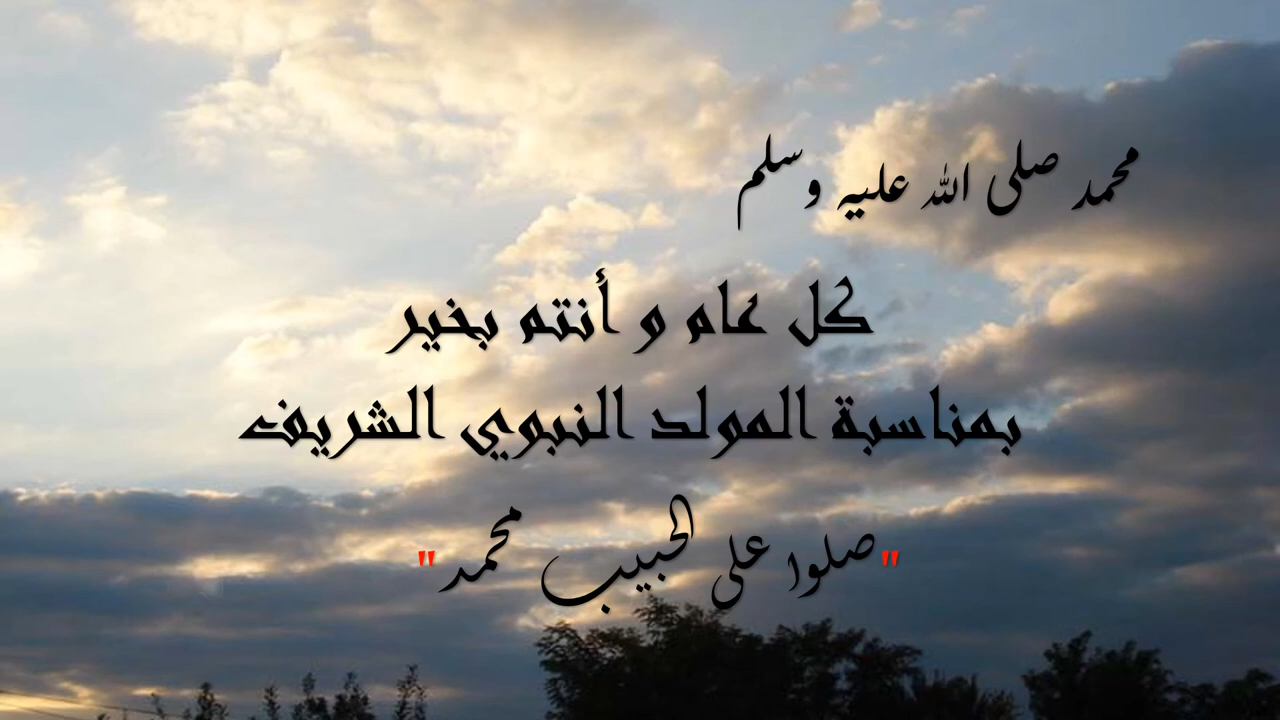 محمد صلى الله عليه وسلم
كل عام و أنتم بخير
بمناسبة المولد النبوي الشريف
"صلوا على الحبيب محمد"